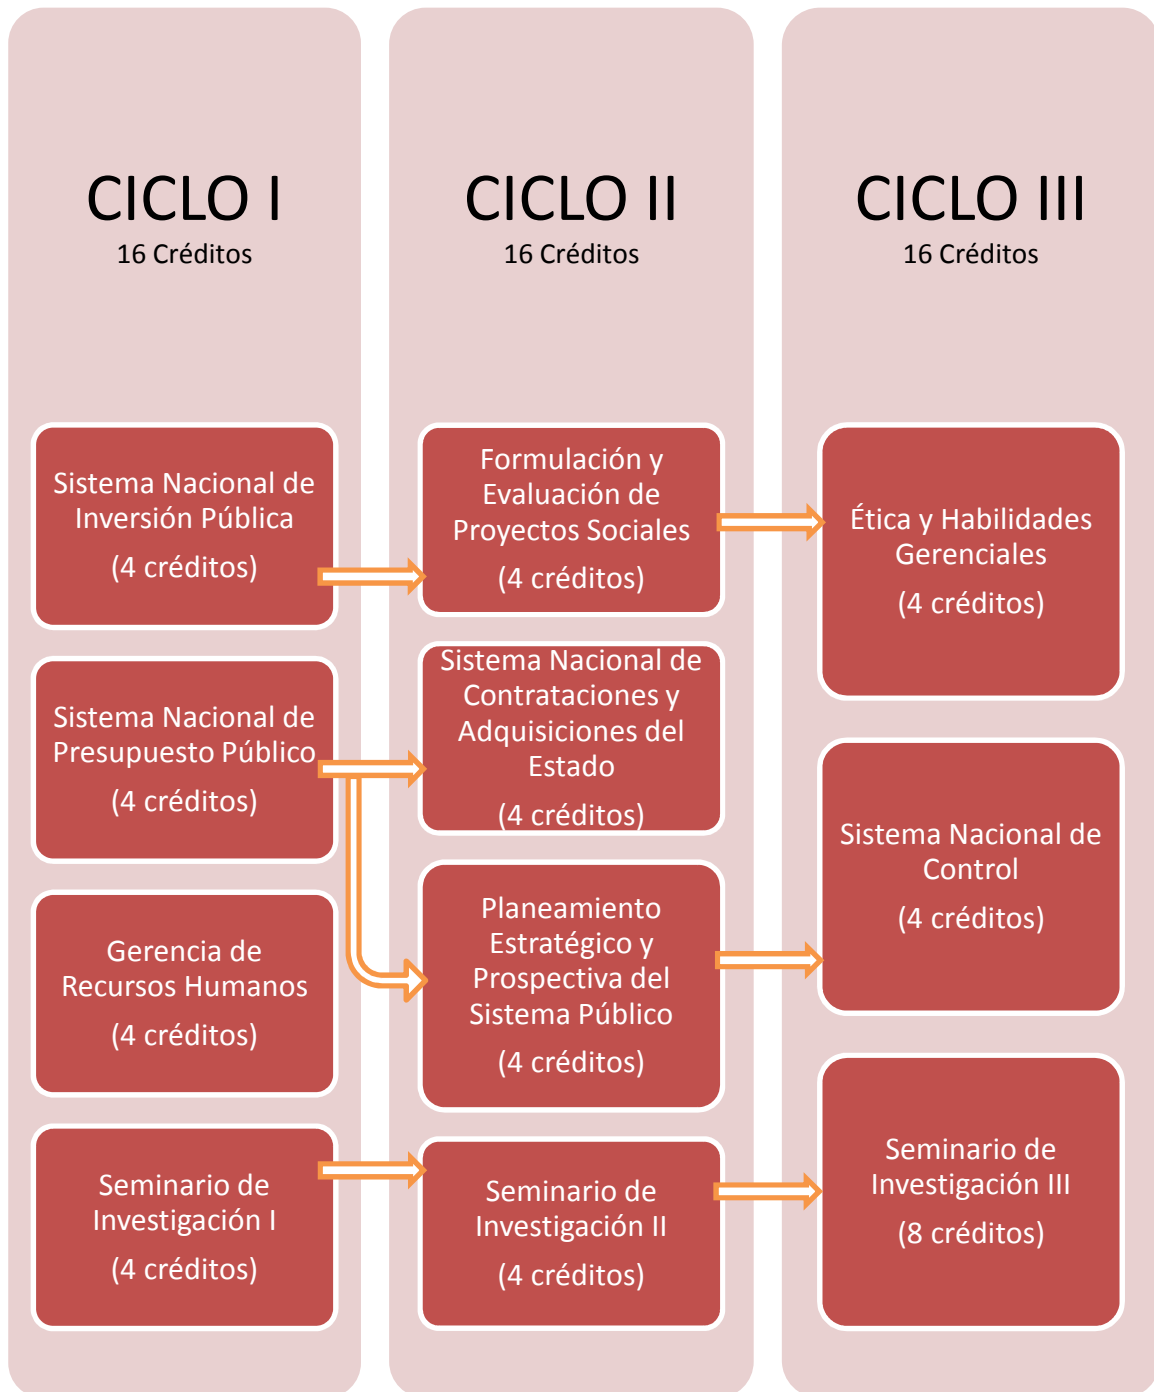 CICLO I
16 Créditos
Sistema Nacional de
Inversión Pública
(4 créditos)
Sistema Nacional de
Presupuesto Público
(4 créditos)
Gerencia de
Recursos Humanos
(4 créditos)
Seminario de
Investigación I
(4 créditos)
CICLO II
16 Créditos
Formulación y
Evaluación de
Proyectos Sociales
(4 créditos)
Sistema Nacional de
Contrataciones y
Adquisiciones del
Estado
(4 créditos)
Planeamiento
Estratégico y
Prospectiva del
Sistema Público
(4 créditos)
Seminario de
Investigación II
(4 créditos)
CICLO III
16 Créditos
Ética y Habilidades
Gerenciales
(4 créditos)
Sistema Nacional de
Control
(4 créditos)
Seminario de
Investigación III
(8 créditos)